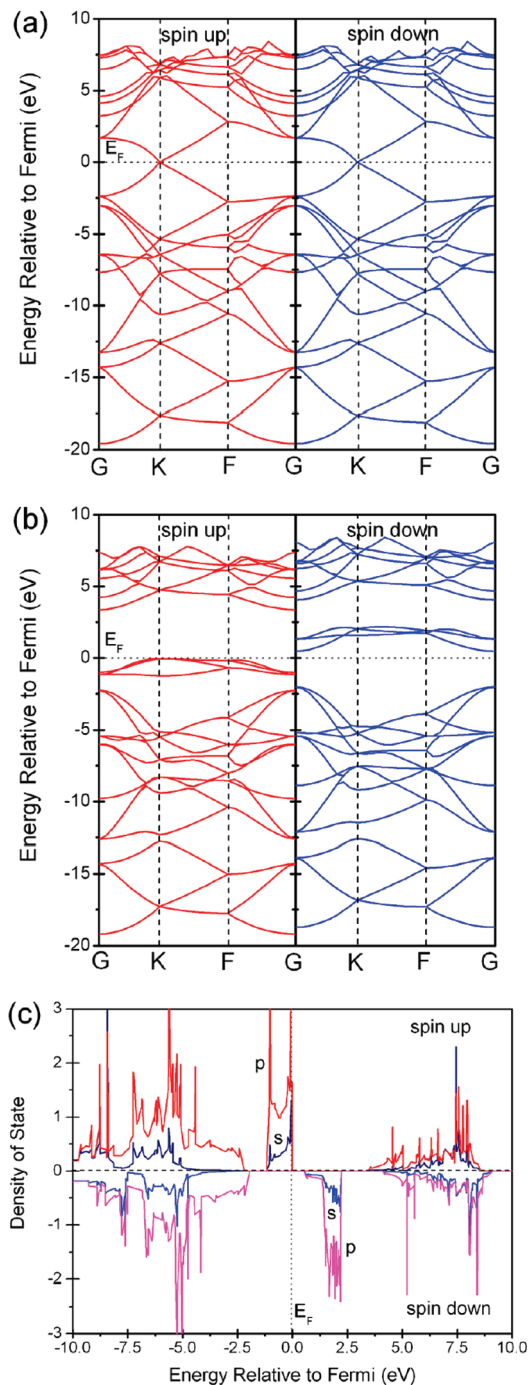 (a)
spin up
spin down
10
5
0
-5
-10
-15
-20
E_F
Energy Relative to Fermi (eV)
G K F G K F G
(b)
spin up
spin down
10
5
0
-5
-10
-15
-20
E_F
Energy Relative to Fermi (eV)
G K F G K F G
(c)
3
2
1
0
-1
-2
-3
Density of State
spin up
p
s
s
p
E_F
spin down
-10.0 -7.5 -5.0 -2.5 0.0 2.5 5.0 7.5 10.0
Energy Relative to Fermi (eV)